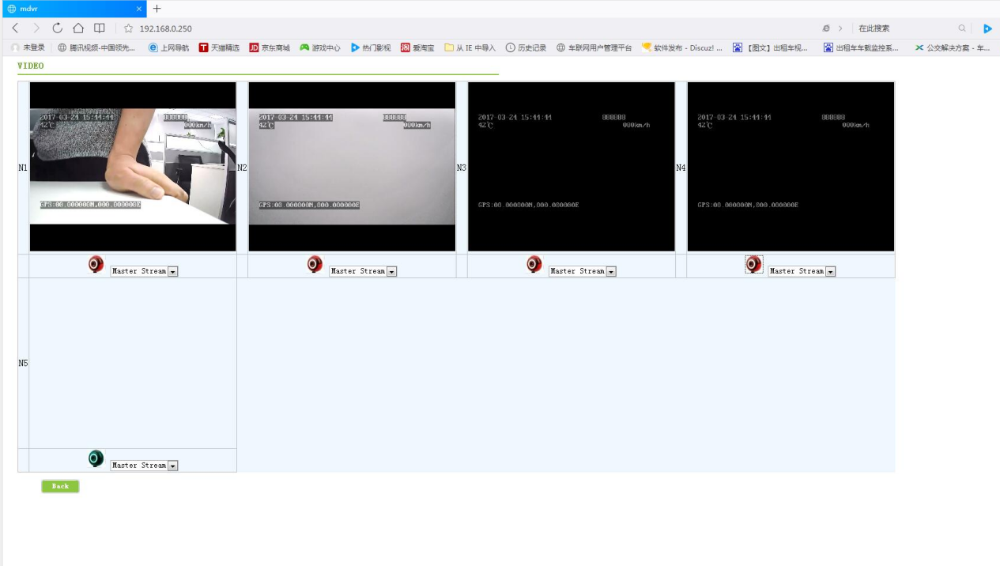 mdvr
192.168.0.250
在此搜索
未登录 腾讯视频-中国领先... 上网导航 天猫精选 京东商城 游戏中心 热门影视 爱淘宝 从 IE 中导入 历史记录 车联网用户管理平台 软件发布 - Discuz! ... 【图文】出租车视... 出租车车载监控系... 公交解决方案 - 车...
VIDEO
2017-03-24 15:44:44 888888 2017-03-24 15:44:44 888888 2017-03-24 15:44:44 888888 2017-03-24 15:44:44 888888
42℃ 000km/h 42℃ 000km/h 42℃ 000km/h 42℃ 000km/h
N1 N2 N3 N4
GPS:00.000000N,000.000000E GPS:00.000000N,000.000000E GPS:00.000000N,000.000000E GPS:00.000000N,000.000000E
Master Stream Master Stream Master Stream Master Stream
N5
Master Stream
Back